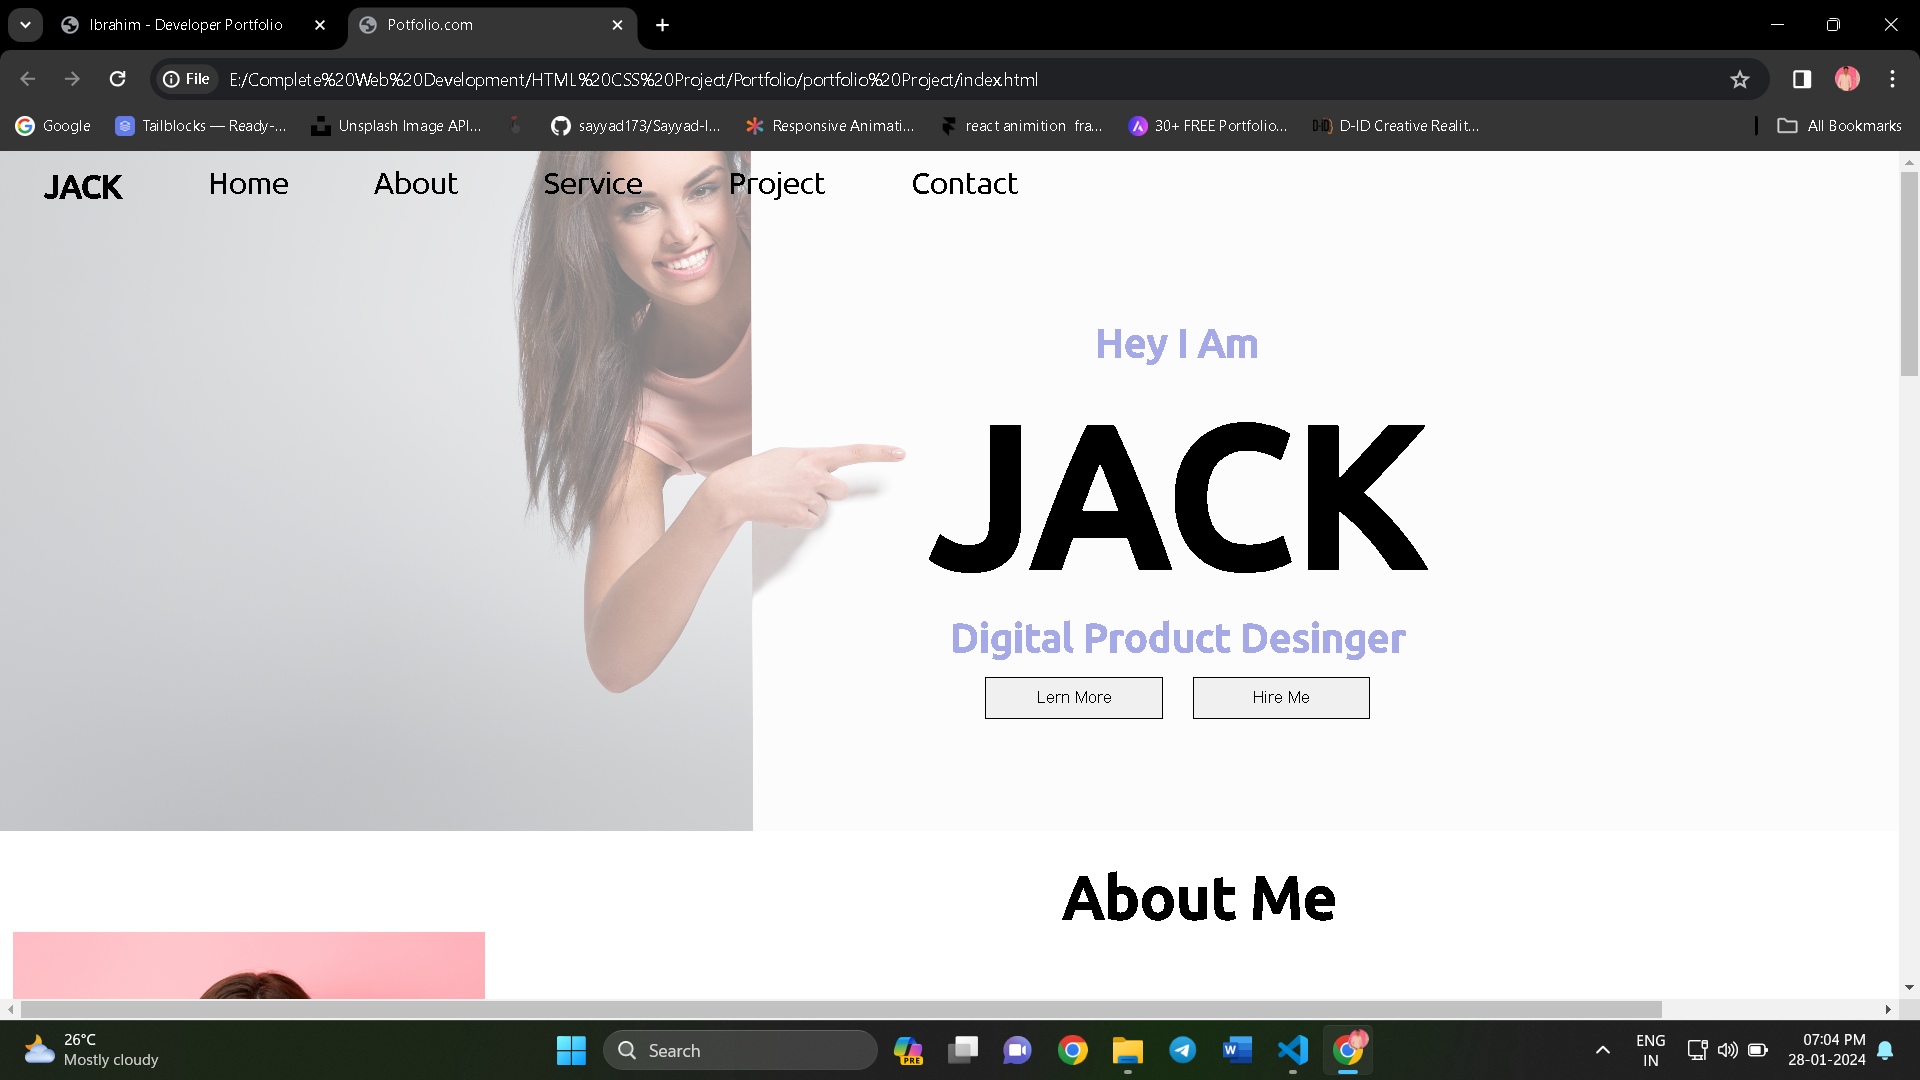 Ibrahim - Developer Portfolio
Potfolio.com
File
E:/Complete%20Web%20Development/HTML%20CSS%20Project/Portfolio/portfolio%20Project/index.html
Google
Tailblocks — Ready-...
Unsplash Image API...
sayyad173/Sayyad-I...
Responsive Animati...
react animition fra...
30+ FREE Portfolio...
D-ID Creative Realit...
All Bookmarks
JACK
Home
About
Service
Project
Contact
Hey I Am
JACK
Digital Product Desinger
Lern More
Hire Me
About Me
26°C
Mostly cloudy
Search
PRE
ENG
IN
07:04 PM
28-01-2024